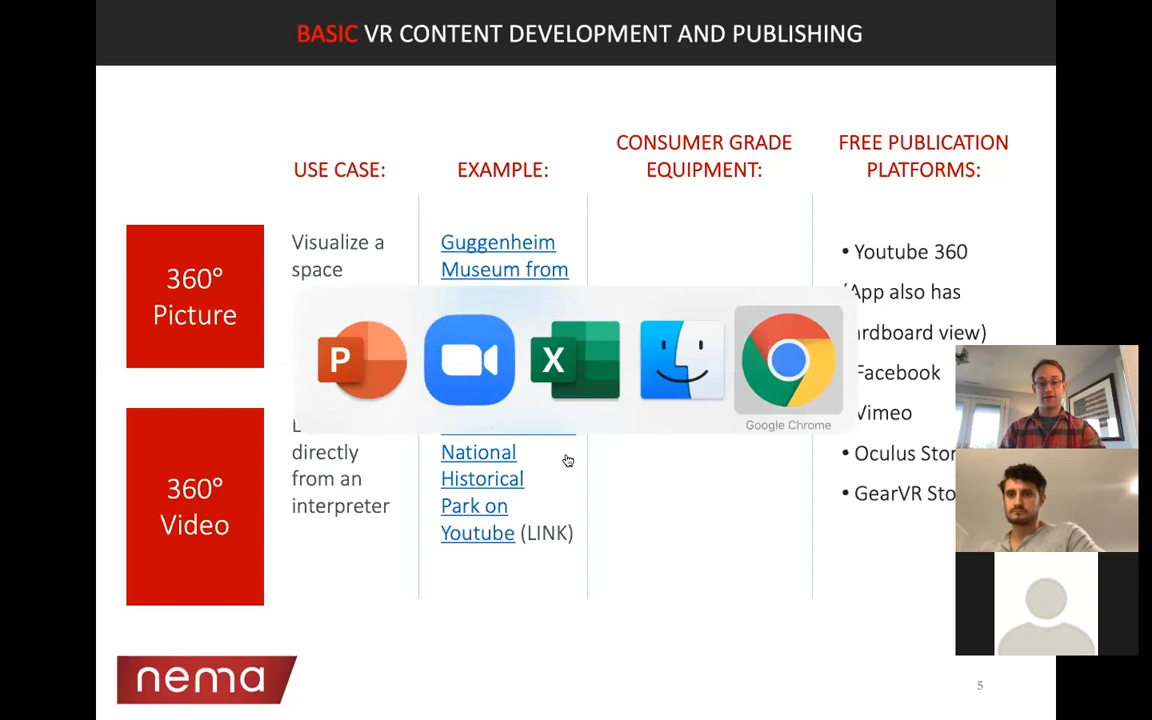 BASIC VR CONTENT DEVELOPMENT AND PUBLISHING
USE CASE:
EXAMPLE:
CONSUMER GRADE
EQUIPMENT:
FREE PUBLICATION
PLATFORMS:
360°
Picture
Visualize a
space
Guggenheim
Museum from
• Youtube 360
(App also has
ardboard view)
Facebook
Vimeo
• Oculus Stor
• GearVR Sto
P
X
Google Chrome
360°
Video
directly
from an
interpreter
National
Historical
Park on
Youtube (LINK)
nema
5